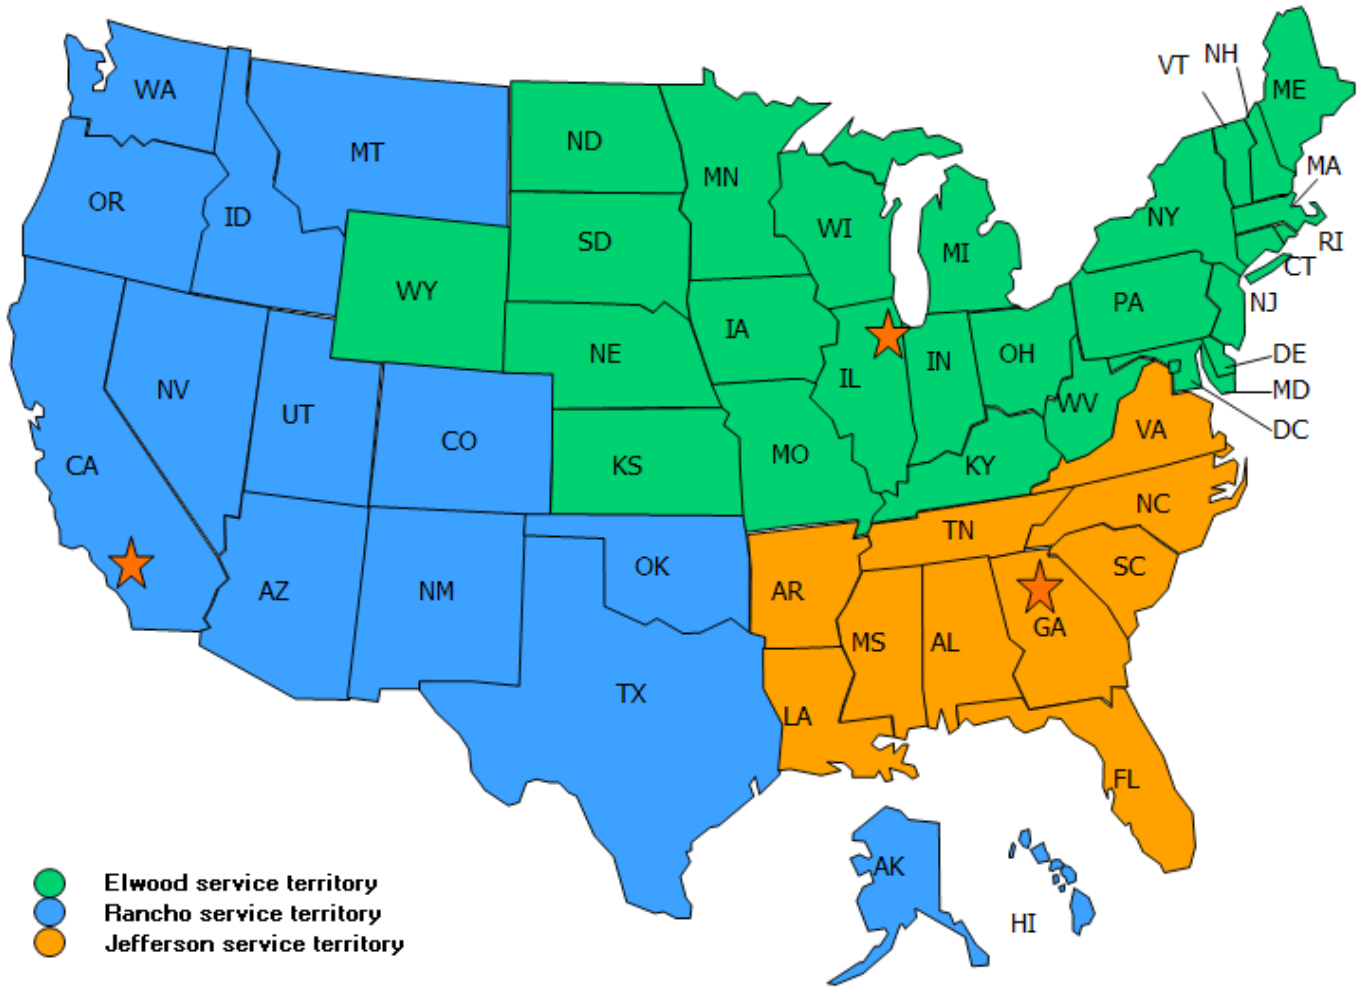 VT NH
ME
WA
ND
MT
MN
MA
OR
ID
NY
WI
SD
MI
RI
CT
WY
PA
NJ
IA
NE
OH
IN
DE
IL
NV
MD
UT
WV
CO
VA
DC
CA
KS
MO
KY
NC
TN
OK
SC
AZ
NM
AR
GA
MS
AL
TX
LA
FL
AK
HI
Elwood service territory
Rancho service territory
Jefferson service territory